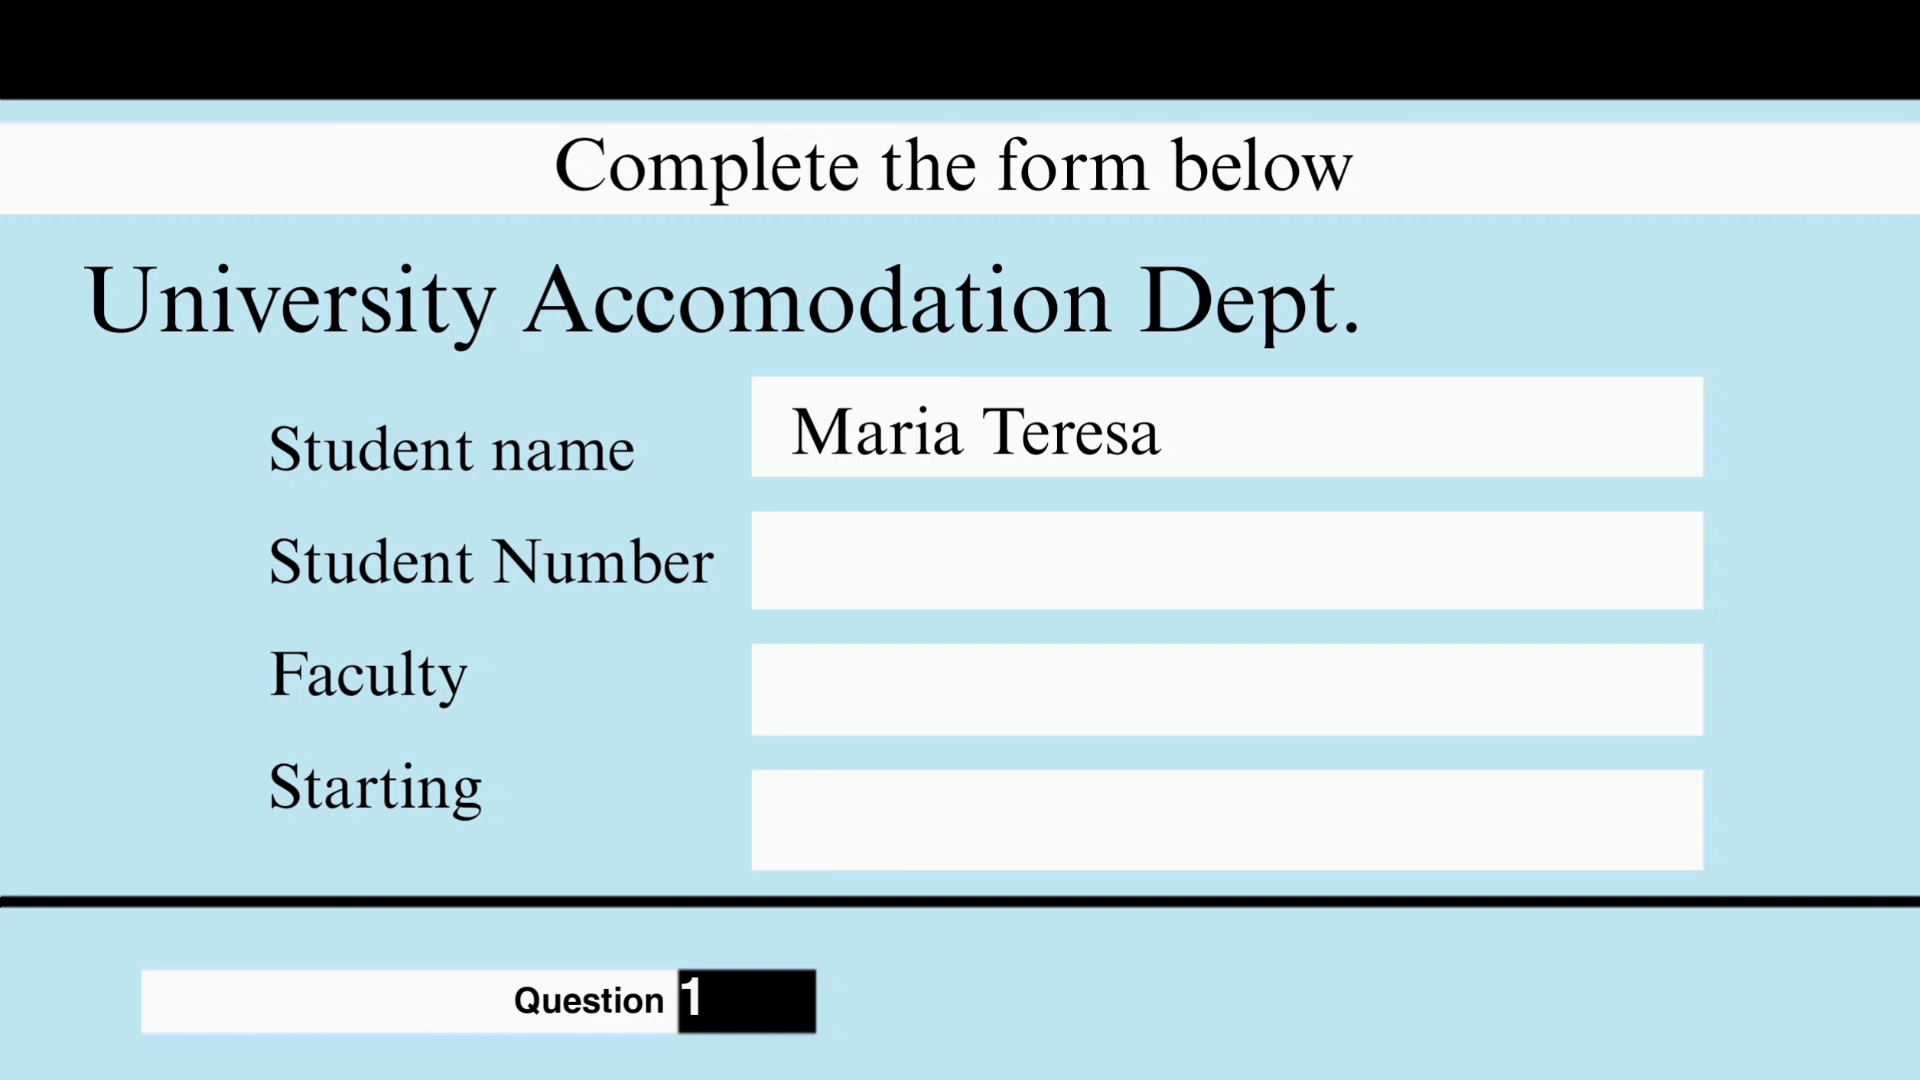 Complete the form below
University Accomodation Dept.
Student name Maria Teresa
Student Number
Faculty
Starting
Question 1